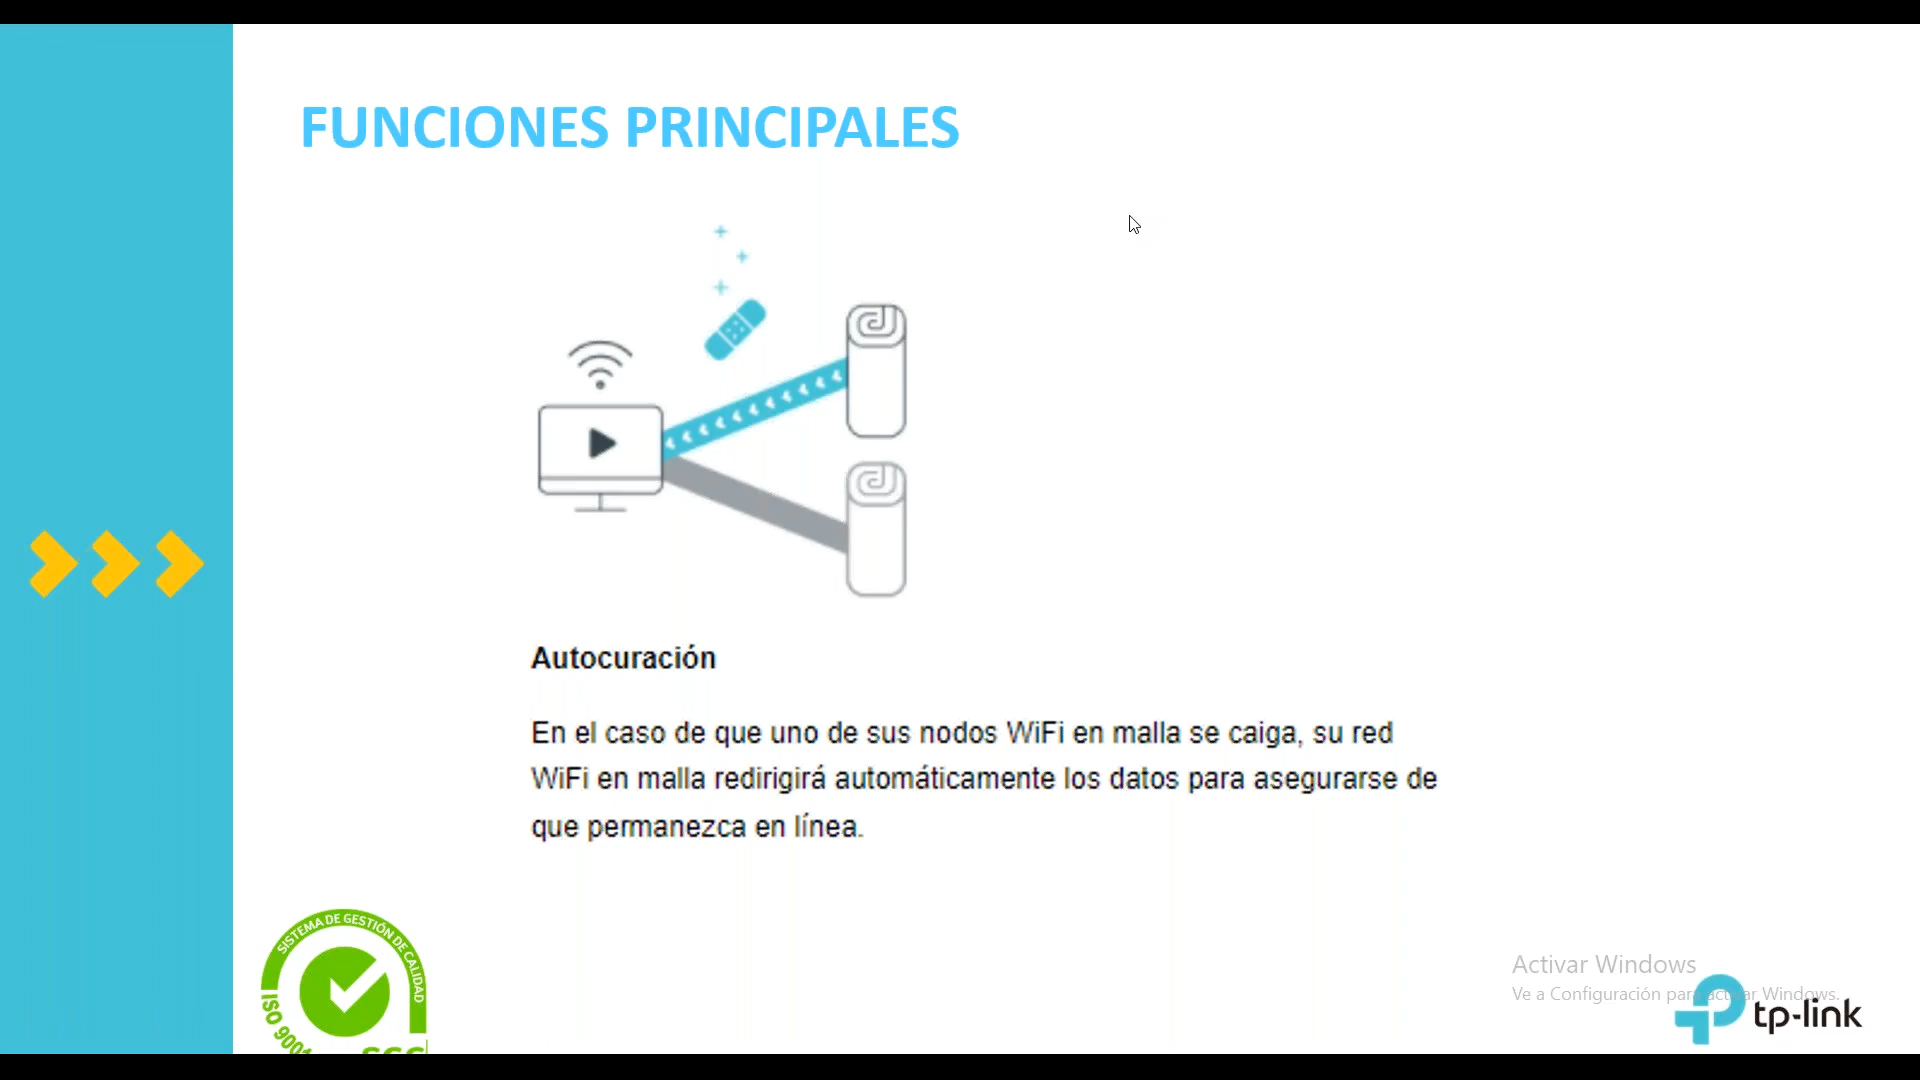 FUNCIONES PRINCIPALES
Autocuración
En el caso de que uno de sus nodos WiFi en malla se caiga, su red
WiFi en malla redirigirá automáticamente los datos para asegurarse de
que permanezca en línea.
SISTEMA DE GESTIÓN DE CALIDAD
ISO 9001
Activar Windows
Ve a Configuración para activar Windows.
tp-link